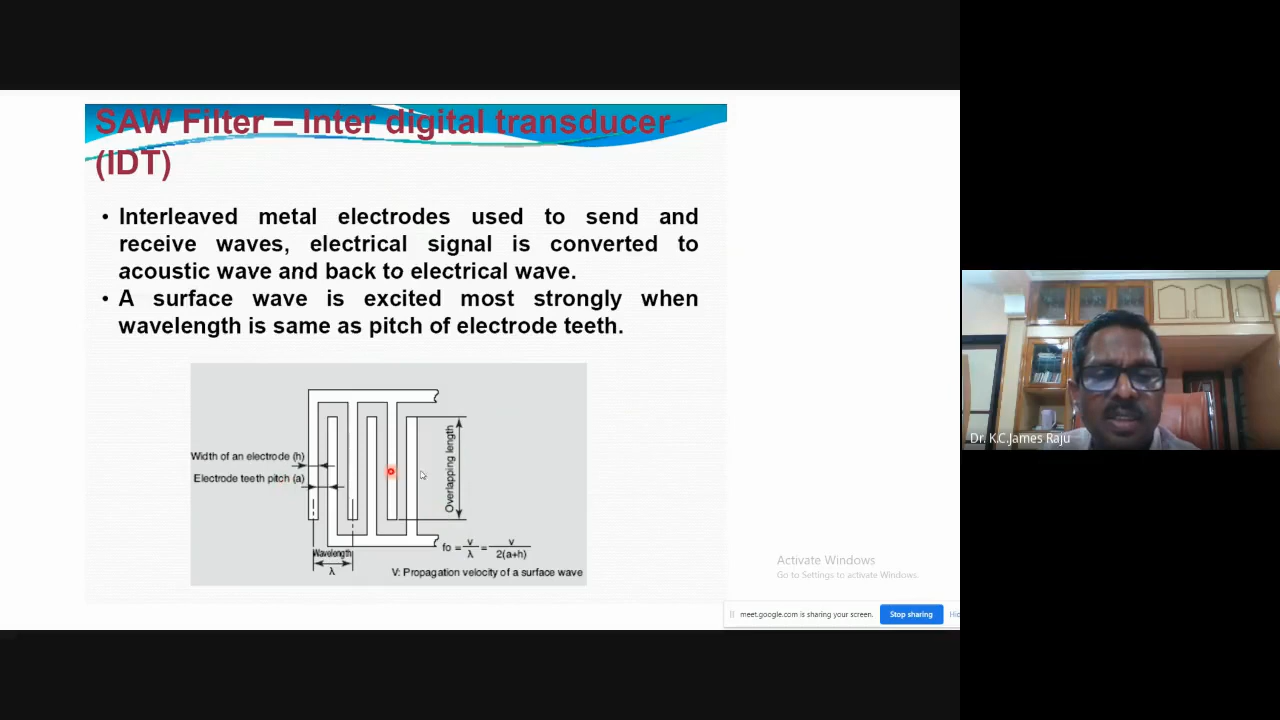 SAW Filter – Inter digital transducer
(IDT)
• Interleaved metal electrodes used to send and
receive waves, electrical signal is converted to
acoustic wave and back to electrical wave.
• A surface wave is excited most strongly when
wavelength is same as pitch of electrode teeth.
Width of an electrode (h)
Electrode teeth pitch (a)
Overlapping length
Wavelength
λ
fo = v/λ = v/2(a+h)
V: Propagation velocity of a surface wave
Dr. K.C.James Raju
Activate Windows
Go to Settings to activate Windows.
meet.google.com is sharing your screen.
Stop sharing
Hid